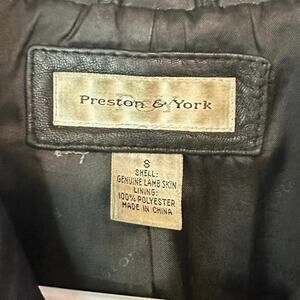 Preston & York
S
SHELL:
GENUINE LAMB SKIN
LINING:
100% POLYESTER
MADE IN CHINA